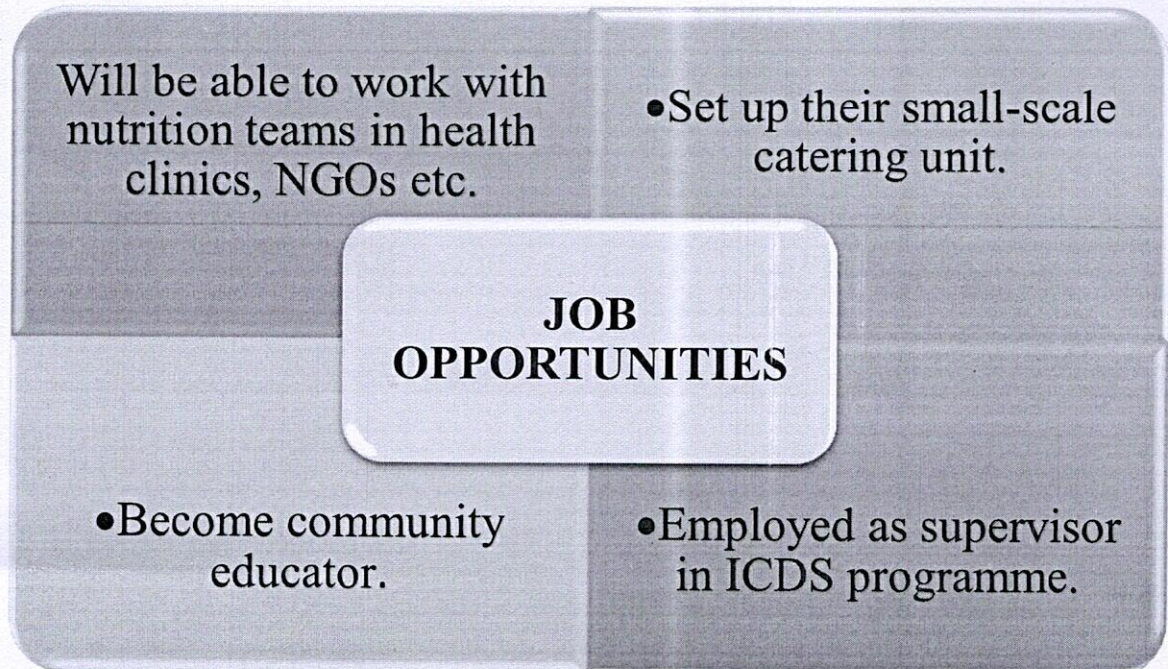 Will be able to work with
nutrition teams in health
clinics, NGOs etc.
•Set up their small-scale
catering unit.
JOB
OPPORTUNITIES
•Become community
educator.
•Employed as supervisor
in ICDS programme.